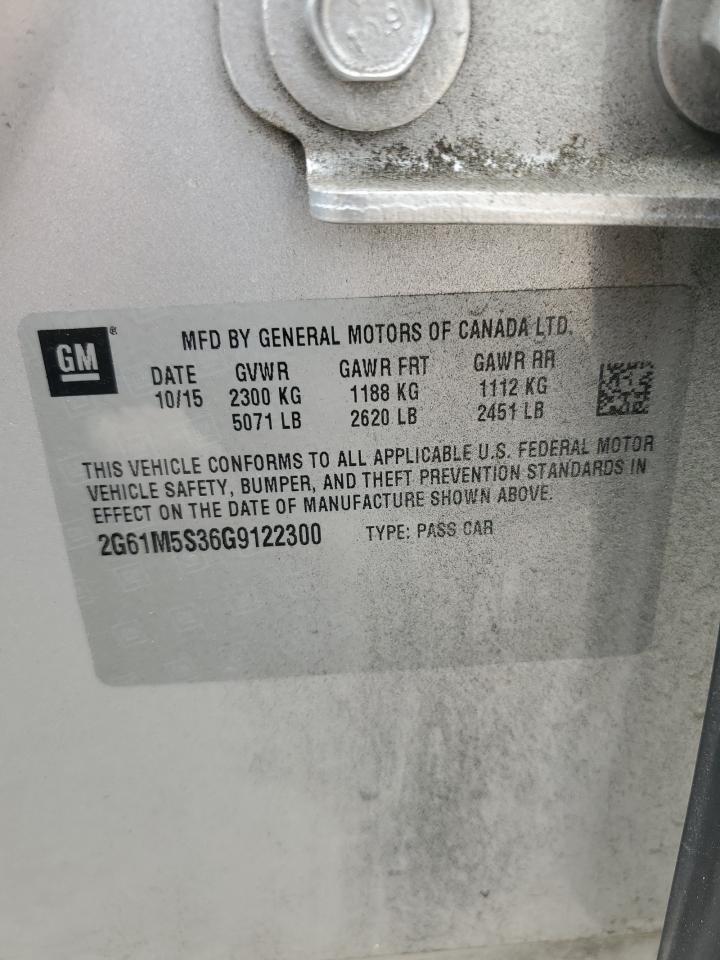 GM®
MFD BY GENERAL MOTORS OF CANADA LTD.
DATE GVWR GAWR FRT GAWR RR
10/15 2300 KG 1188 KG 1112 KG
5071 LB 2620 LB 2451 LB
THIS VEHICLE CONFORMS TO ALL APPLICABLE U.S. FEDERAL MOTOR
VEHICLE SAFETY, BUMPER, AND THEFT PREVENTION STANDARDS IN
EFFECT ON THE DATE OF MANUFACTURE SHOWN ABOVE.
2G61M5S36G9122300 TYPE: PASS CAR